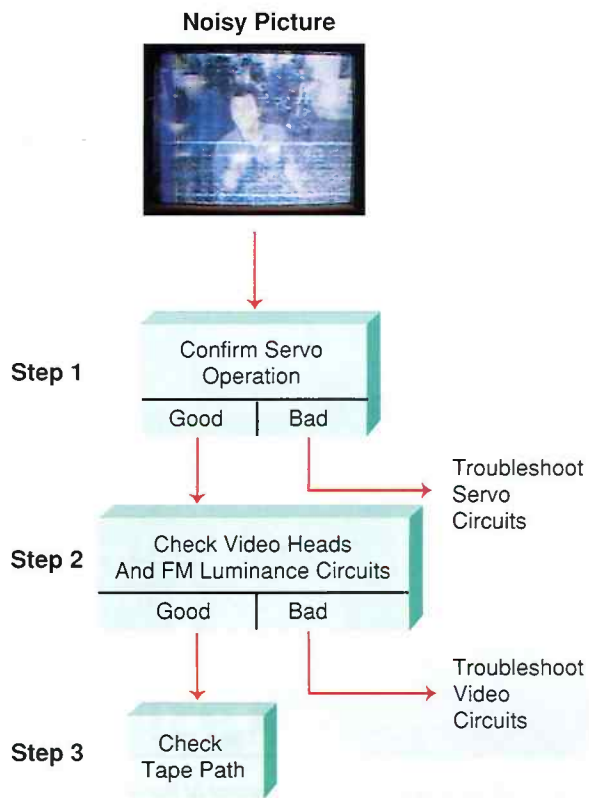 Noisy Picture
Step 1
Confirm Servo
Operation
Good
Bad
Troubleshoot
Servo
Circuits
Step 2
Check Video Heads
And FM Luminance Circuits
Good
Bad
Troubleshoot
Video
Circuits
Step 3
Check
Tape Path